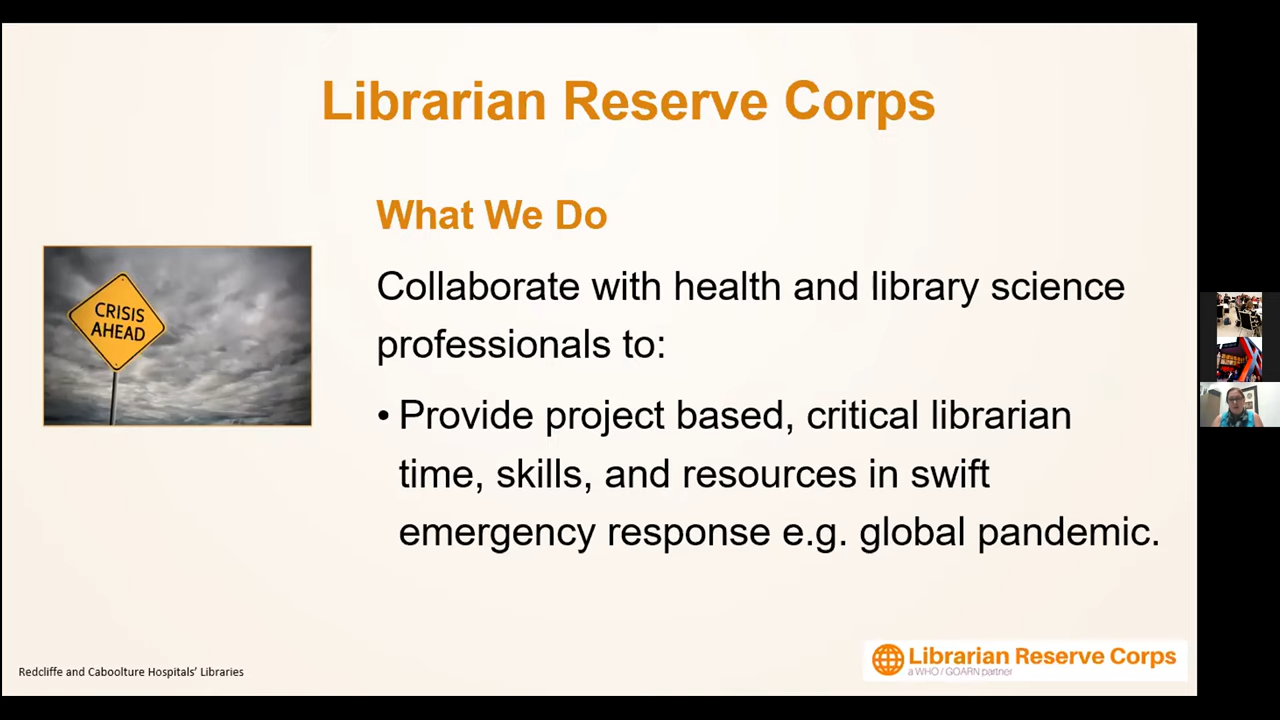 Librarian Reserve Corps
What We Do
Collaborate with health and library science
professionals to:
CRISIS
AHEAD
• Provide project based, critical librarian
time, skills, and resources in swift
emergency response e.g. global pandemic.
Librarian Reserve Corps
a WHO / GOARN partner
Redcliffe and Caboolture Hospitals' Libraries